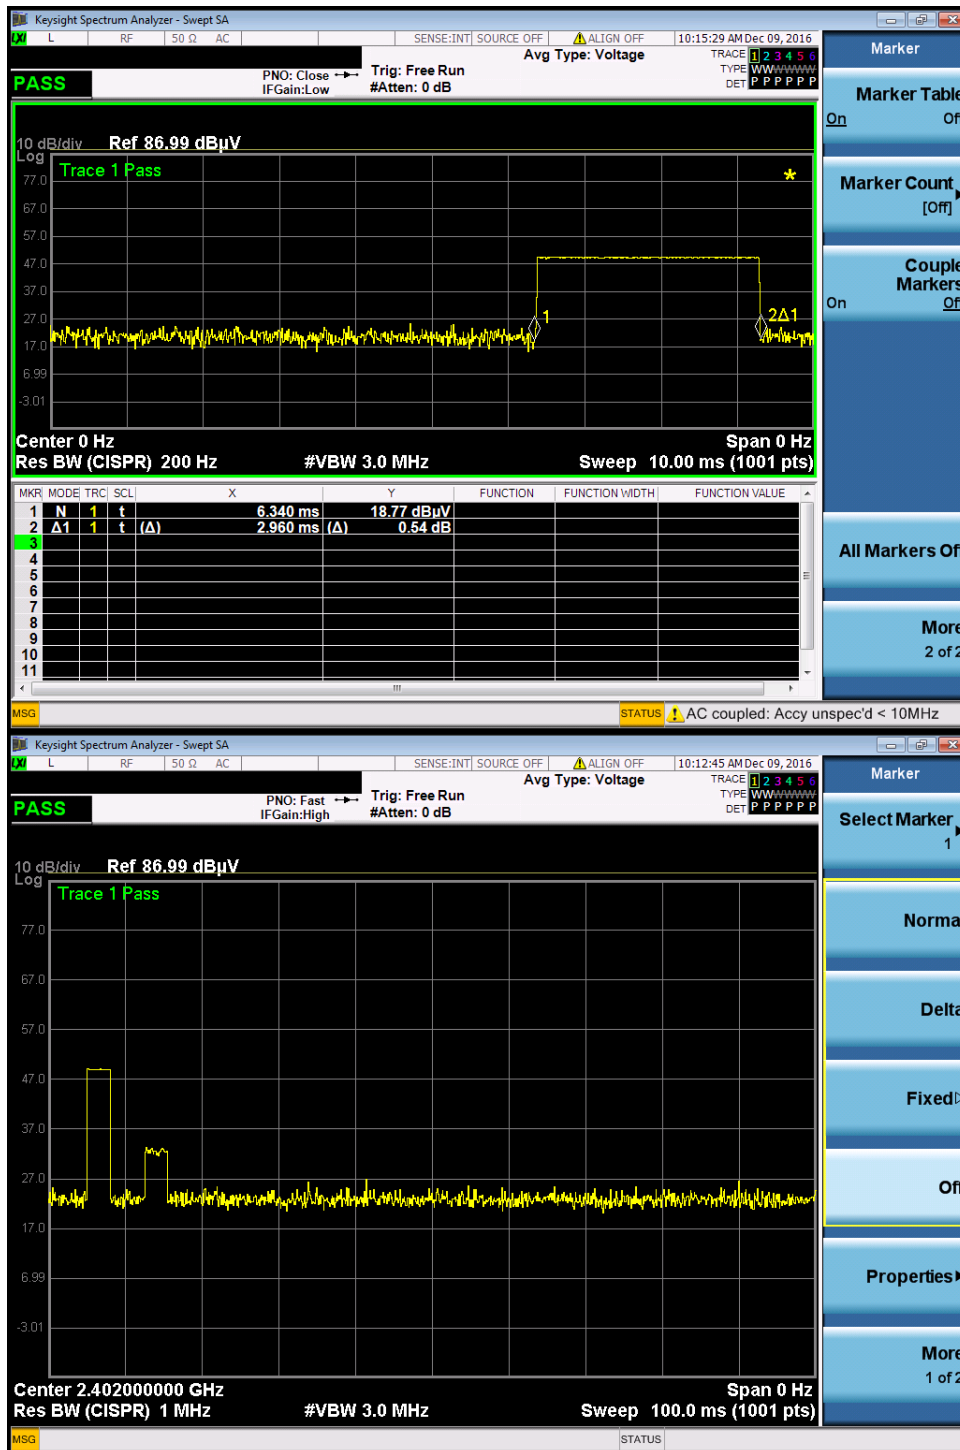 Keysight Spectrum Analyzer - Swept SA
LXI L RF 50 Ω AC SENSE:INT SOURCE OFF ALIGN OFF 10:15:29 AM Dec 09, 2016
Marker
Avg Type: Voltage
TRACE 1 2 3 4 5 6
TYPE WWWWWW
DET P P P P P P
PASS
PNO: Close
IFGain:Low
Trig: Free Run
#Atten: 0 dB
Marker Table
On Off
10 dB/div Ref 86.99 dBµV
Log
Trace 1 Pass
*
77.0
67.0
57.0
47.0
37.0
27.0
17.0
6.99
-3.01
1
2Δ1
Marker Count
[Off]
Couple
Markers
On Off
Center 0 Hz Span 0 Hz
Res BW (CISPR) 200 Hz #VBW 3.0 MHz Sweep 10.00 ms (1001 pts)
MKR MODE TRC SCL X Y FUNCTION FUNCTION WIDTH FUNCTION VALUE
1 N 1 t 6.340 ms 18.77 dBµV
2 Δ1 1 t (Δ) 2.960 ms (Δ) 0.54 dB
3
4
5
6
7
8
9
10
11
All Markers Off
More
2 of 2
MSG STATUS AC coupled: Accy unspec'd < 10MHz
Keysight Spectrum Analyzer - Swept SA
LXI L RF 50 Ω AC SENSE:INT SOURCE OFF ALIGN OFF 10:12:45 AM Dec 09, 2016
Marker
Avg Type: Voltage
TRACE 1 2 3 4 5 6
TYPE WWWWWW
DET P P P P P P
PASS
PNO: Fast
IFGain:High
Trig: Free Run
#Atten: 0 dB
Select Marker
1
10 dB/div Ref 86.99 dBµV
Log
Trace 1 Pass
77.0
67.0
57.0
47.0
37.0
27.0
17.0
6.99
-3.01
Normal
Delta
Fixed
Off
Properties
More
1 of 2
Center 2.402000000 GHz Span 0 Hz
Res BW (CISPR) 1 MHz #VBW 3.0 MHz Sweep 100.0 ms (1001 pts)
MSG STATUS